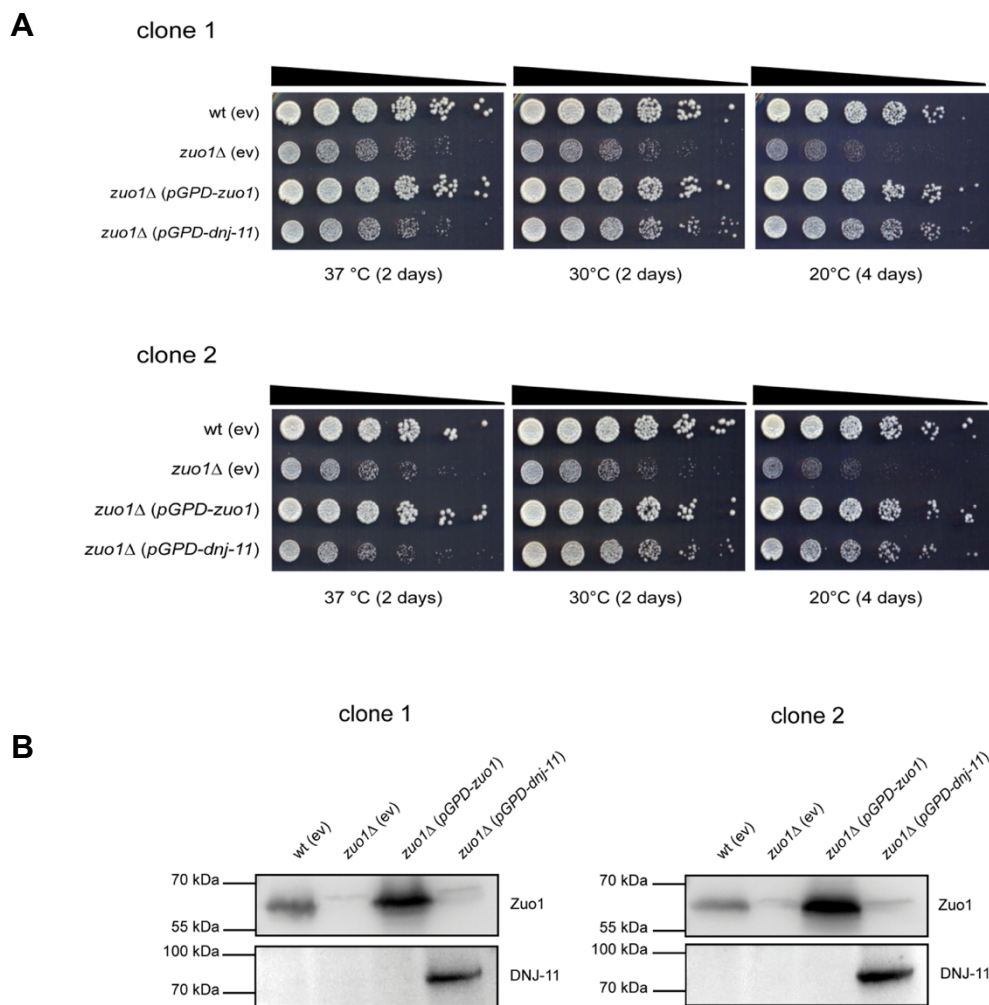 A
clone 1
wt (ev)
zuo1Δ (ev)
zuo1Δ (pGPD-zuo1)
zuo1Δ (pGPD-dnj-11)
37 °C (2 days)
30°C (2 days)
20°C (4 days)
clone 2
wt (ev)
zuo1Δ (ev)
zuo1Δ (pGPD-zuo1)
zuo1Δ (pGPD-dnj-11)
37 °C (2 days)
30°C (2 days)
20°C (4 days)
B
clone 1
wt (ev)
zuo1Δ (ev)
zuo1Δ (pGPD-zuo1)
zuo1Δ (pGPD-dnj-11)
70 kDa
Zuo1
55 kDa
100 kDa
DNJ-11
70 kDa
clone 2
wt (ev)
zuo1Δ (ev)
zuo1Δ (pGPD-zuo1)
zuo1Δ (pGPD-dnj-11)
70 kDa
Zuo1
55 kDa
100 kDa
DNJ-11
70 kDa